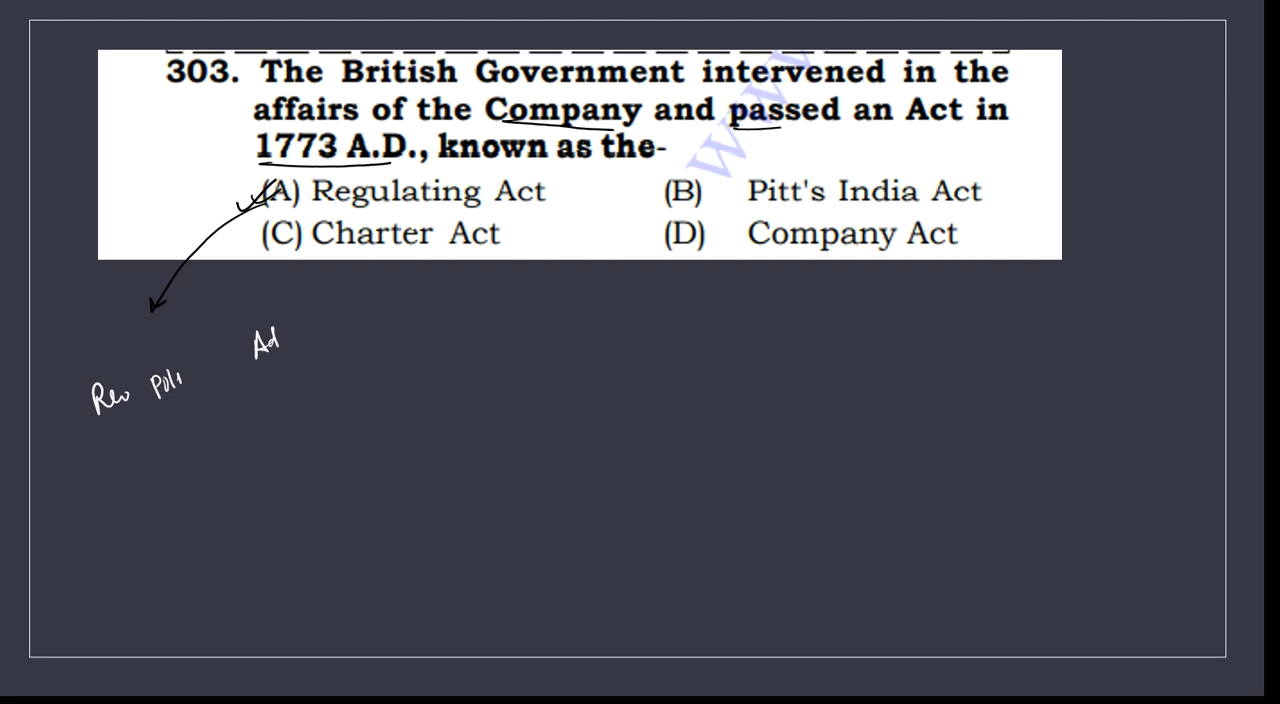 303. The British Government intervened in the
affairs of the Company and passed an Act in
1773 A.D., known as the-
(A) Regulating Act (B) Pitt's India Act
(C) Charter Act (D) Company Act
www
Ad
Rev Poli